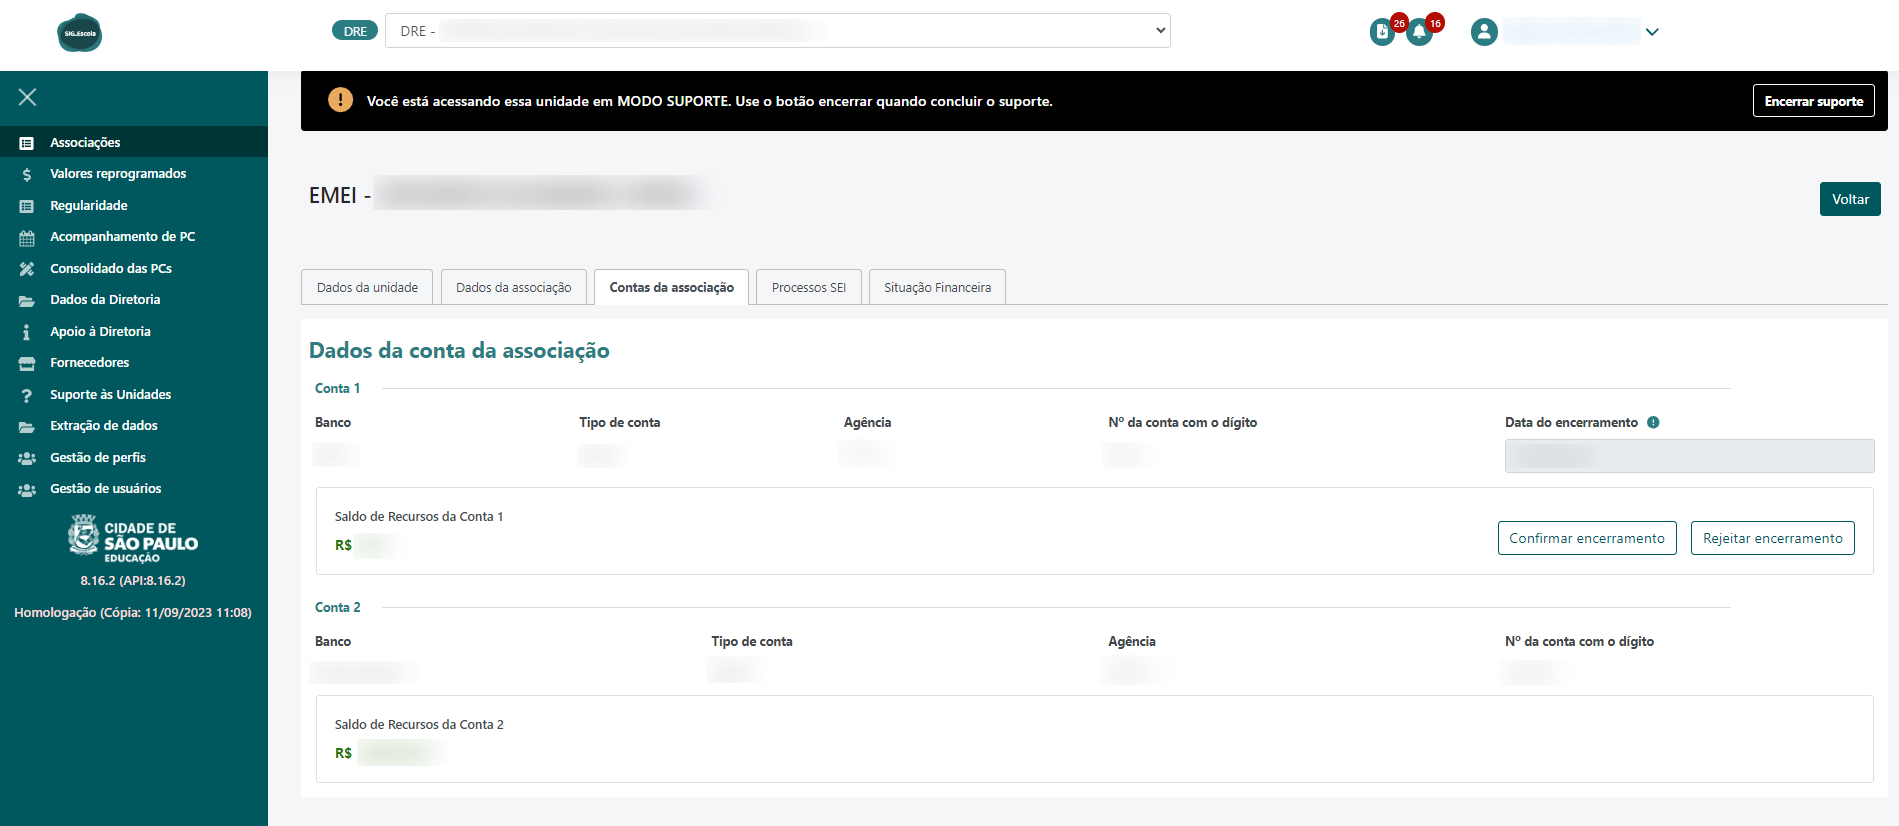 SIG.Escola
DRE
DRE -
26
16
Você está acessando essa unidade em MODO SUPORTE. Use o botão encerrar quando concluir o suporte.
Encerrar suporte
Associações
Valores reprogramados
Regularidade
Acompanhamento de PC
Consolidado das PCs
Dados da Diretoria
Apoio à Diretoria
Fornecedores
Suporte às Unidades
Extração de dados
Gestão de perfis
Gestão de usuários
CIDADE DE
SÃO PAULO
EDUCAÇÃO
8.16.2 (API:8.16.2)
Homologação (Cópia: 11/09/2023 11:08)
EMEI -
Voltar
Dados da unidade
Dados da associação
Contas da associação
Processos SEI
Situação Financeira
Dados da conta da associação
Conta 1
Banco
Tipo de conta
Agência
Nº da conta com o dígito
Data do encerramento
Saldo de Recursos da Conta 1
R$
Confirmar encerramento
Rejeitar encerramento
Conta 2
Banco
Tipo de conta
Agência
Nº da conta com o dígito
Saldo de Recursos da Conta 2
R$